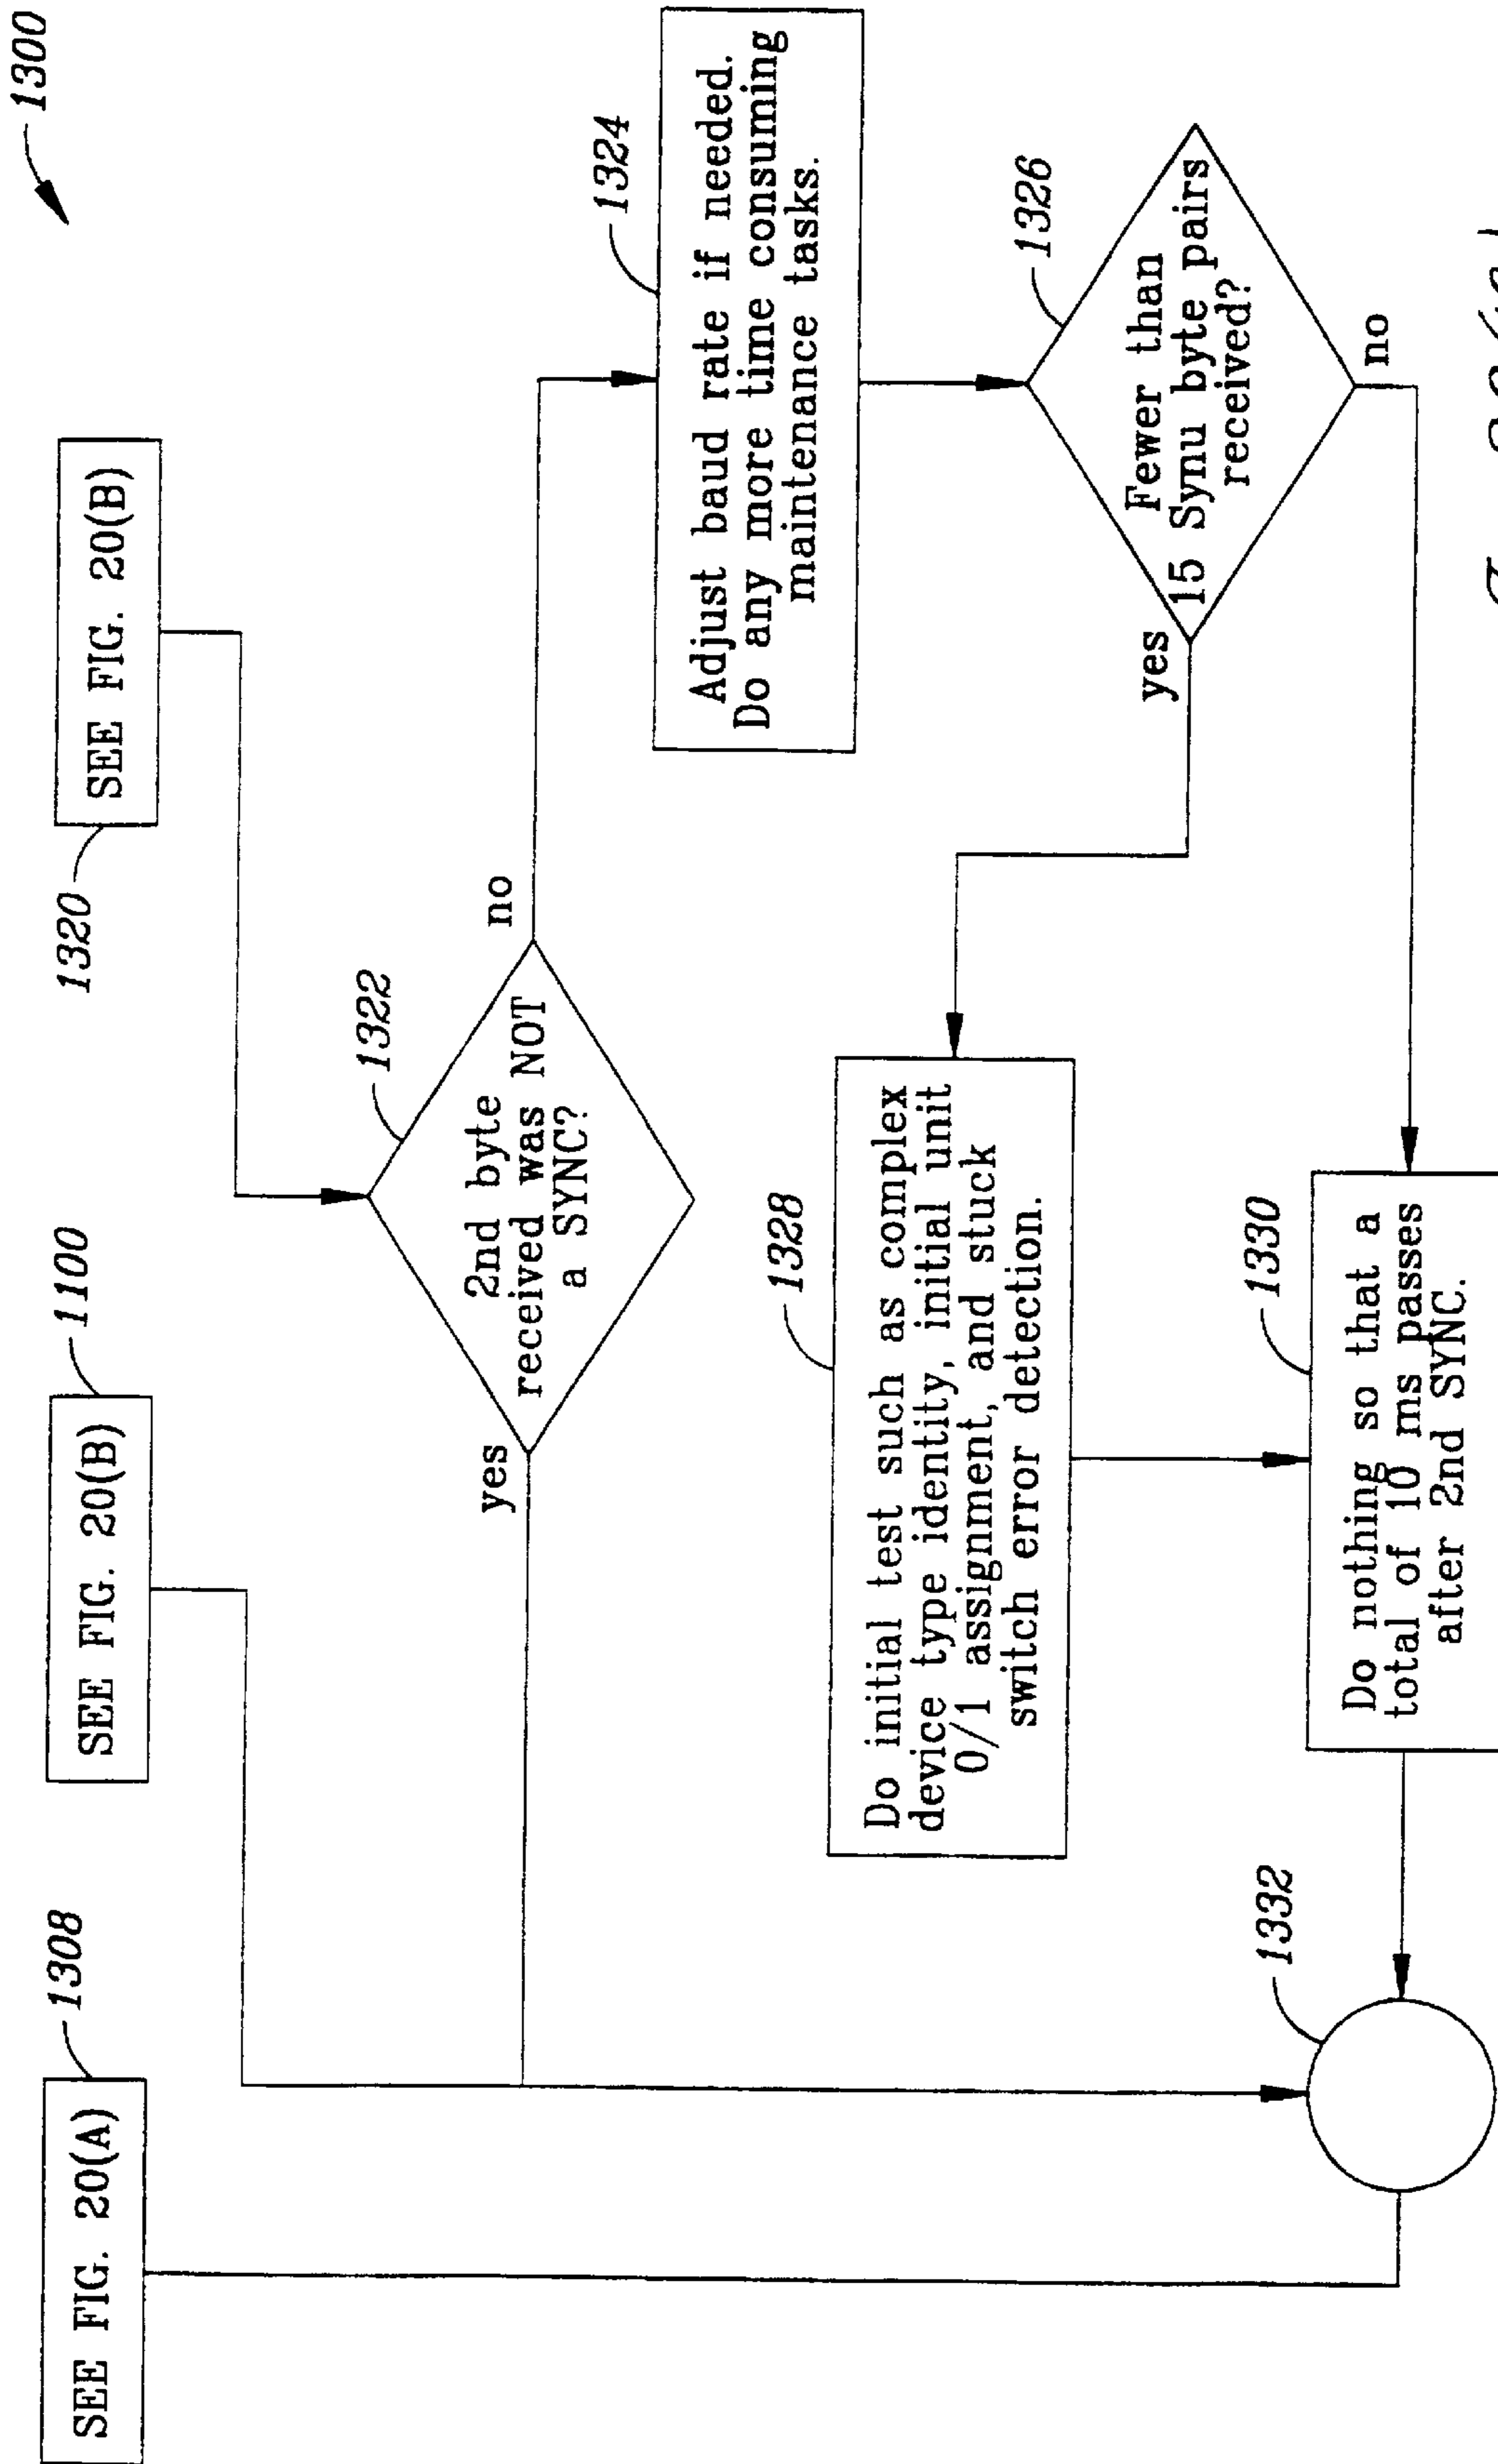 1300
1308
SEE FIG. 20(A)
1100
SEE FIG. 20(B)
1320
SEE FIG. 20(B)
1322
2nd byte
received was NOT
a SYNC?
yes
no
1324
Adjust baud rate if needed.
Do any more time consuming
maintenance tasks.
1326
Fewer than
15 Synu byte pairs
received?
yes
no
1328
Do initial test such as complex
device type identity, initial unit
0/1 assignment, and stuck
switch error detection.
1330
Do nothing so that a
total of 10 ms passes
after 2nd SYNC.
1332